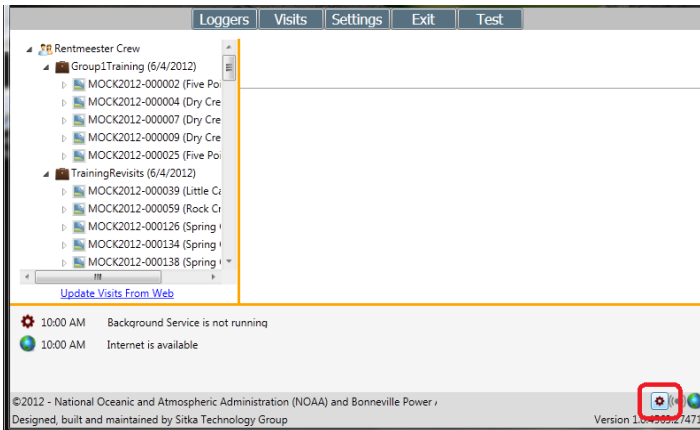 Loggers Visits Settings Exit Test
Rentmeester Crew
Group1Training (6/4/2012)
MOCK2012-000002 (Five Poi
MOCK2012-000004 (Dry Cre
MOCK2012-000007 (Dry Cre
MOCK2012-000009 (Dry Cre
MOCK2012-000025 (Five Poi
TrainingRevisits (6/4/2012)
MOCK2012-000039 (Little Ca
MOCK2012-000059 (Rock Cr
MOCK2012-000126 (Spring
MOCK2012-000134 (Spring
MOCK2012-000138 (Spring
Update Visits From Web
10:00 AM Background Service is not running
10:00 AM Internet is available
©2012 - National Oceanic and Atmospheric Administration (NOAA) and Bonneville Power
Designed, built and maintained by Sitka Technology Group
Version